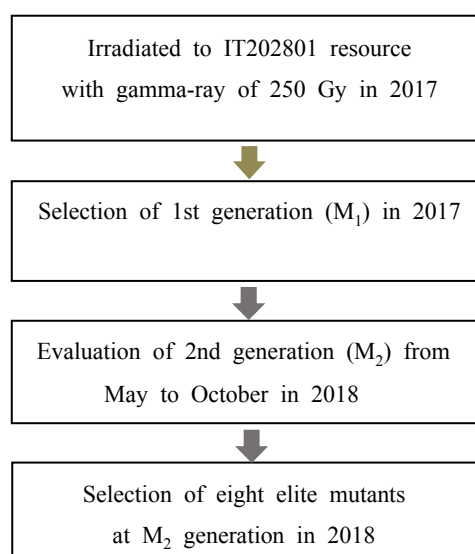 Irradiated to IT202801 resource
with gamma-ray of 250 Gy in 2017
Selection of 1st generation (M₁) in 2017
Evaluation of 2nd generation (M₂) from
May to October in 2018
Selection of eight elite mutants
at M₂ generation in 2018